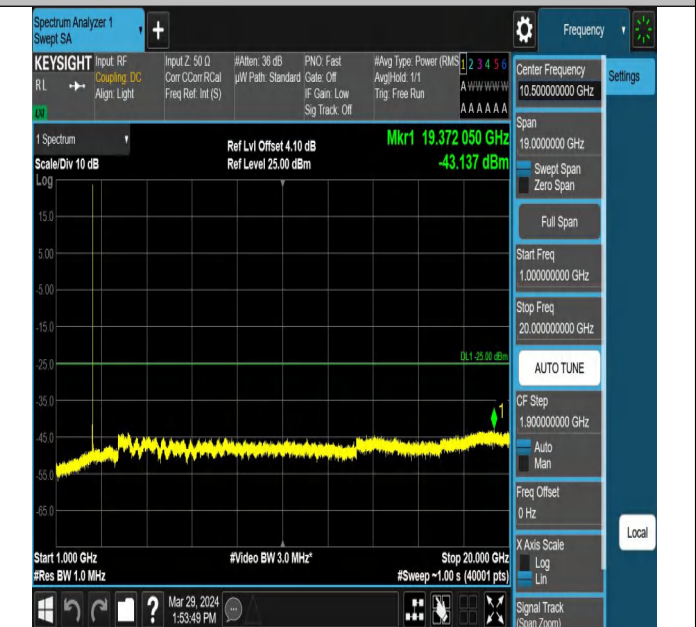 Spectrum Analyzer 1
Swept SA
+
Frequency
KEYSIGHT
RL
Input: RF
Coupling: DC
Align: Light
Input Z: 50 Ω
Corr CCorr RCal
Freq Ref: Int (S)
#Atten: 36 dB
µW Path: Standard
PNO: Fast
Gate: Off
IF Gain: Low
Sig Track: Off
#Avg Type: Power (RMS
Avg|Hold: 1/1
Trig: Free Run
1 2 3 4 5 6
A W W W W W
A A A A A A
1 Spectrum
Scale/Div 10 dB
Log
Ref Lvl Offset 4.10 dB
Ref Level 25.00 dBm
Mkr1 19.372 050 GHz
-43.137 dBm
15.0
5.00
-5.00
-15.0
-25.0
-35.0
-45.0
-55.0
-65.0
DL1 -25.00 dBm
1
Start 1.000 GHz
#Res BW 1.0 MHz
#Video BW 3.0 MHz*
Stop 20.000 GHz
#Sweep ~1.00 s (40001 pts)
Center Frequency
10.500000000 GHz
Settings
Span
19.0000000 GHz
Swept Span
Zero Span
Full Span
Start Freq
1.000000000 GHz
Stop Freq
20.000000000 GHz
AUTO TUNE
CF Step
1.900000000 GHz
Auto
Man
Freq Offset
0 Hz
X Axis Scale
Log
Lin
Local
Signal Track
(Span Zoom)
?
Mar 29, 2024
1:53:49 PM